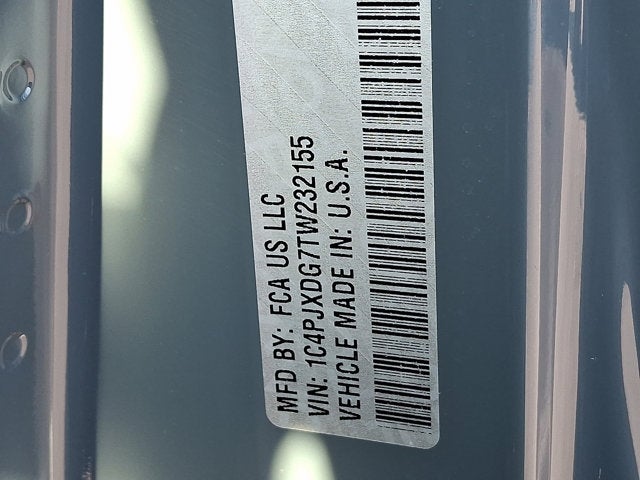 MFD BY: FCA US LLC
VIN: 1C4PJXDG7TW232155
VEHICLE MADE IN: U.S.A.